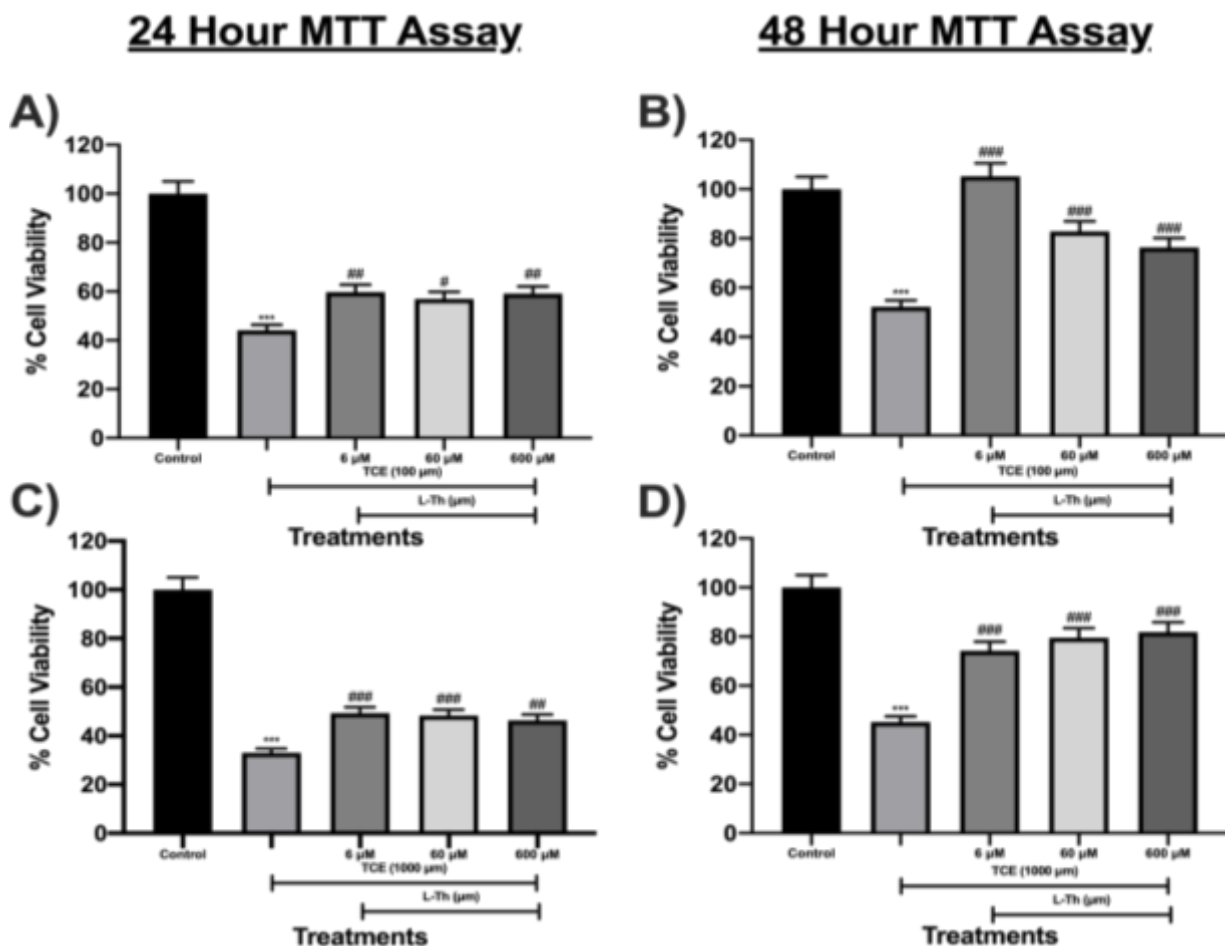 24 Hour MTT Assay
48 Hour MTT Assay
A)
% Cell Viability
120
100
80
60
40
20
0
***
##
#
##
Control
6 µM
60 µM
600 µM
TCE (100 µm)
L-Th (µm)
Treatments
B)
% Cell Viability
120
100
80
60
40
20
0
***
###
###
###
Control
6 µM
60 µM
600 µM
TCE (100 µm)
L-Th (µm)
Treatments
C)
% Cell Viability
120
100
80
60
40
20
0
***
###
###
##
Control
6 µM
60 µM
600 µM
TCE (1000 µm)
L-Th (µm)
Treatments
D)
% Cell Viability
120
100
80
60
40
20
0
***
###
###
###
Control
6 µM
60 µM
600 µM
TCE (1000 µm)
L-Th (µm)
Treatments